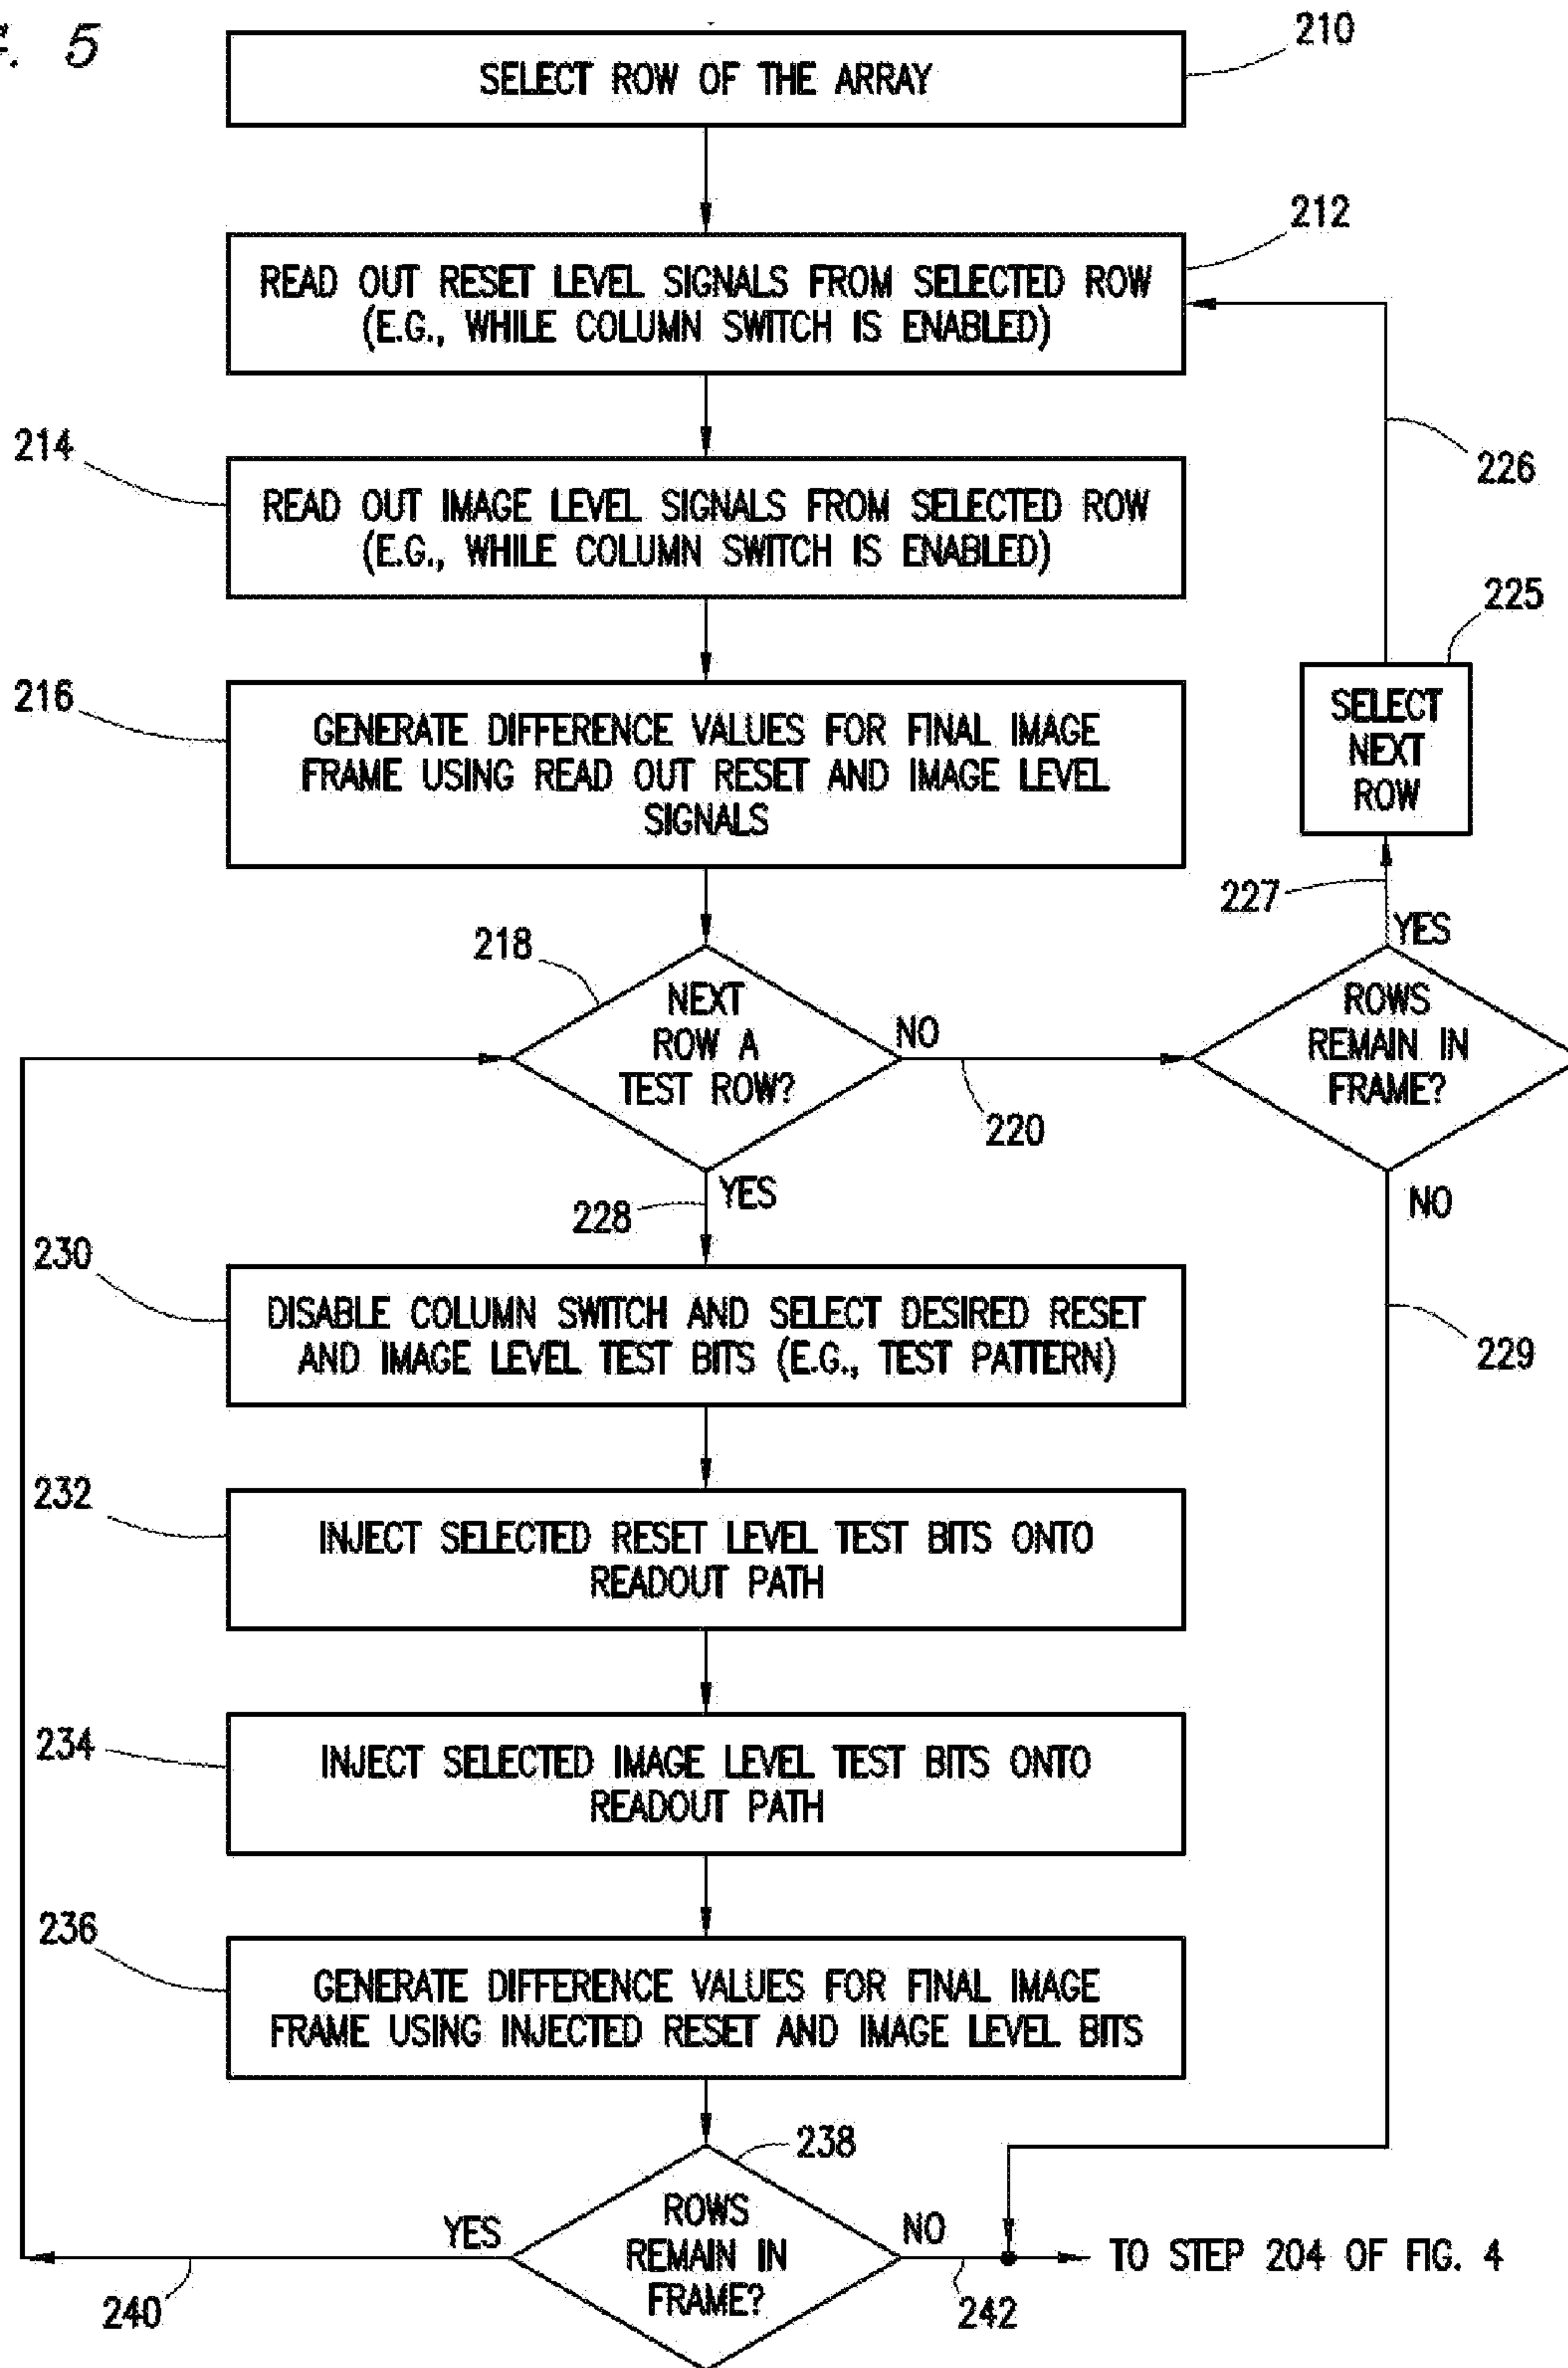 . 5
210
SELECT ROW OF THE ARRAY
212
READ OUT RESET LEVEL SIGNALS FROM SELECTED ROW
(E.G., WHILE COLUMN SWITCH IS ENABLED)
214
READ OUT IMAGE LEVEL SIGNALS FROM SELECTED ROW
(E.G., WHILE COLUMN SWITCH IS ENABLED)
226
225
SELECT
NEXT
ROW
216
GENERATE DIFFERENCE VALUES FOR FINAL IMAGE
FRAME USING READ OUT RESET AND IMAGE LEVEL
SIGNALS
227
YES
218
NEXT
ROW A
TEST ROW?
NO
220
ROWS
REMAIN IN
FRAME?
NO
228
YES
229
230
DISABLE COLUMN SWITCH AND SELECT DESIRED RESET
AND IMAGE LEVEL TEST BITS (E.G., TEST PATTERN)
232
INJECT SELECTED RESET LEVEL TEST BITS ONTO
READOUT PATH
234
INJECT SELECTED IMAGE LEVEL TEST BITS ONTO
READOUT PATH
236
GENERATE DIFFERENCE VALUES FOR FINAL IMAGE
FRAME USING INJECTED RESET AND IMAGE LEVEL BITS
238
ROWS
REMAIN IN
FRAME?
YES
240
NO
242
TO STEP 204 OF FIG. 4